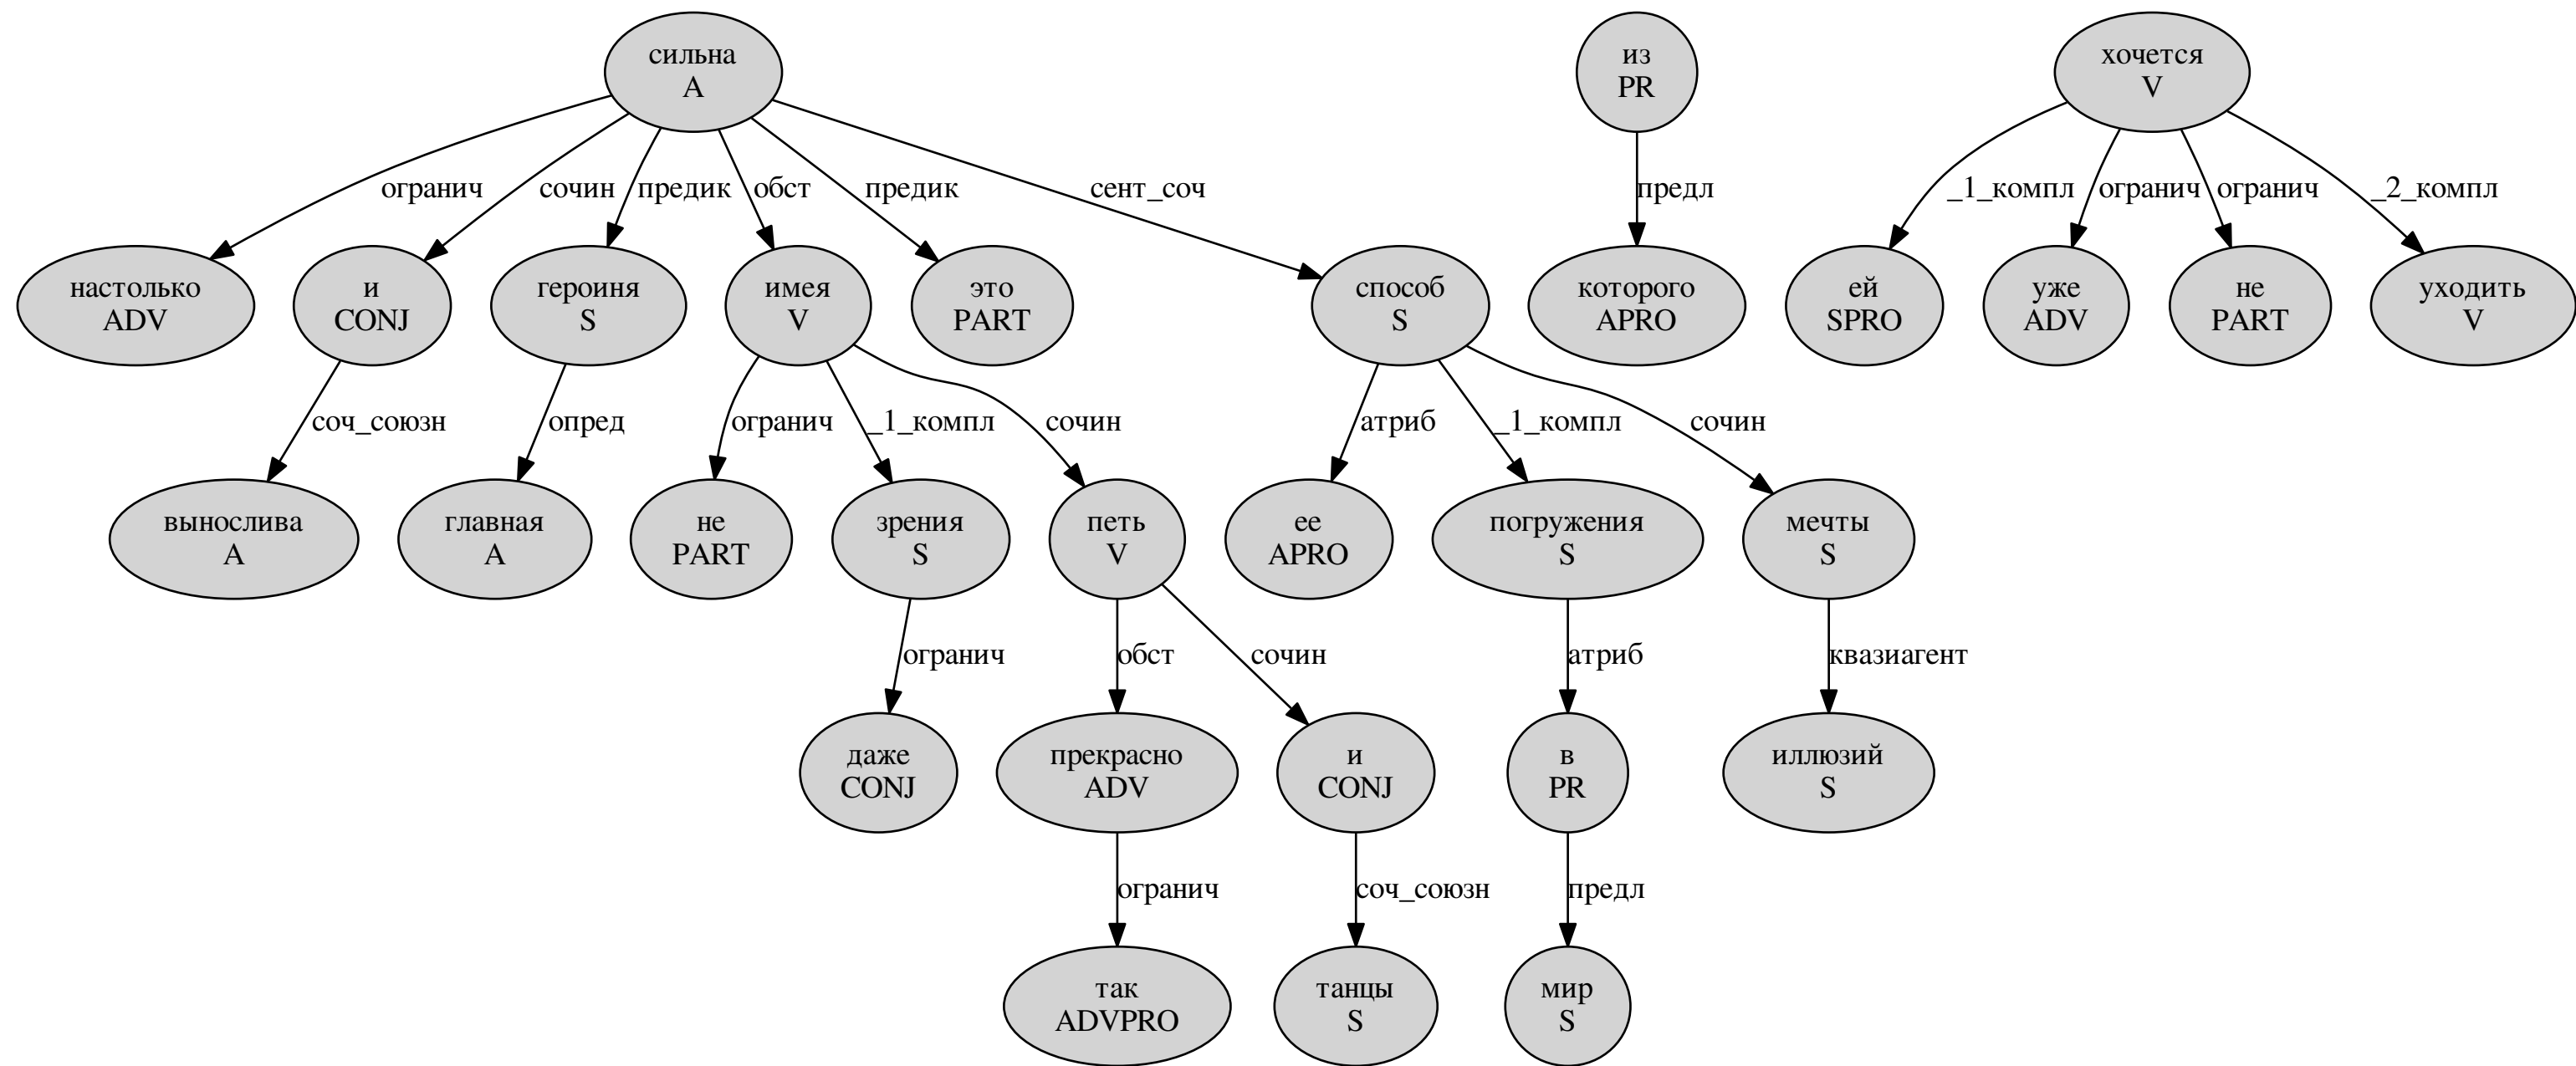 сильна
A
из
PR
хочется
V
огранич
сочин
предик
обст
предик
сент_соч
предл
_1_компл
огранич
огранич
_2_компл
настолько
ADV
и
CONJ
героиня
S
имея
V
это
PART
способ
S
которого
APRO
ей
SPRO
уже
ADV
не
PART
уходить
V
соч_союзн
опред
огранич
_1_компл
сочин
атриб
_1_компл
сочин
вынослива
A
главная
A
не
PART
зрения
S
петь
V
ее
APRO
погружения
S
мечты
S
огранич
обст
сочин
атриб
квазиагент
даже
CONJ
прекрасно
ADV
и
CONJ
в
PR
иллюзий
S
огранич
соч_союзн
предл
так
ADVPRO
танцы
S
мир
S